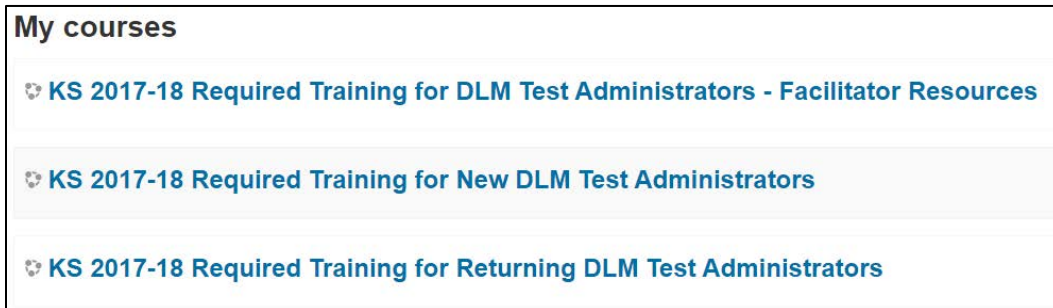 My courses
KS 2017-18 Required Training for DLM Test Administrators - Facilitator Resources
KS 2017-18 Required Training for New DLM Test Administrators
KS 2017-18 Required Training for Returning DLM Test Administrators